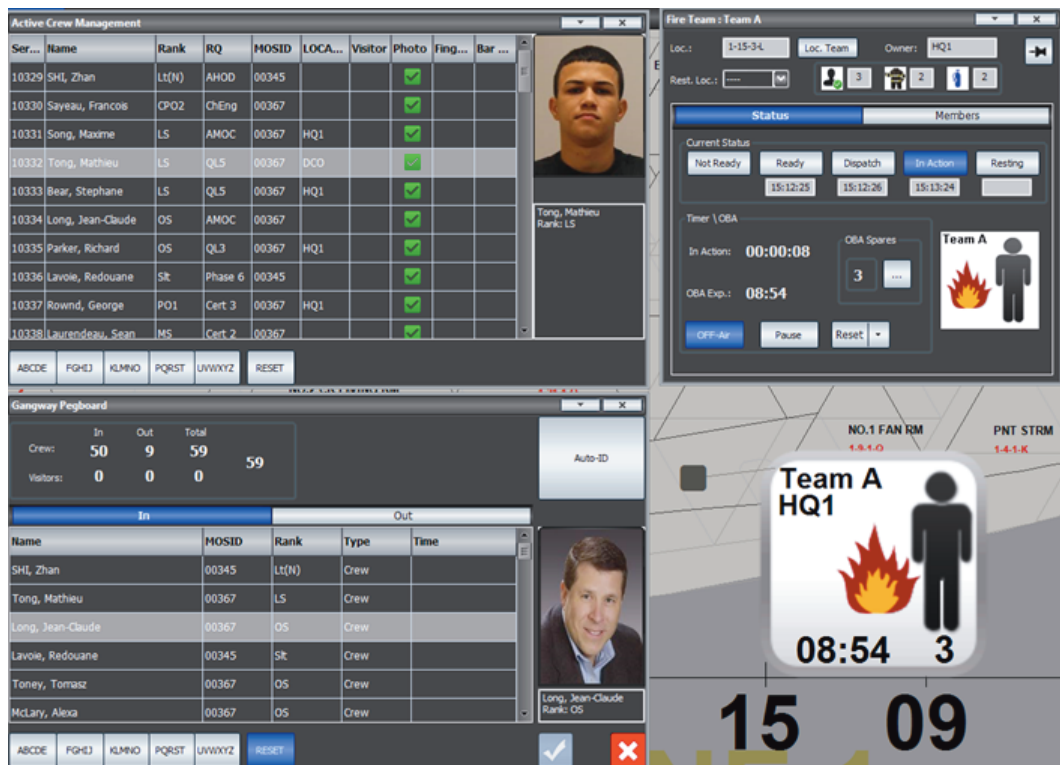 Active Crew Management
Ser... Name Rank RQ MOSID LOCA... Visitor Photo Fing... Bar ...
10329 SHI, Zhan Lt(N) AHOD 00345
10330 Sayeau, Francois CPO2 ChEng 00367
10331 Song, Maxime LS AMOC 00367 HQ1
10332 Tong, Mathieu LS QL5 00367 DCO
10333 Bear, Stephane LS QL5 00367 HQ1
10334 Long, Jean-Claude OS AMOC 00367
10335 Parker, Richard OS QL3 00367 HQ1
10336 Lavoie, Redouane Slt Phase 6 00345
10337 Rownd, George PO1 Cert 3 00367 HQ1
10338 Laurendeau, Sean MS Cert 2 00367
Tong, Mathieu
Rank: LS
ABCDE FGHIJ KLMNO PQRST UVWXYZ RESET
Fire Team : Team A
Loc.: 1-15-3-L Loc. Team Owner: HQ1
Rest. Loc.: ---- 3 2 2
Status Members
Current Status
Not Ready Ready Dispatch In Action Resting
15:12:25 15:12:26 15:13:24
Timer \ OBA
In Action: 00:00:08
OBA Exp.: 08:54
OBA Spares
3 ...
Team A
OFF-Air Pause Reset
Gangway Pegboard
In Out Total
Crew: 50 9 59
59
Visitors: 0 0 0
Auto-ID
In Out
Name MOSID Rank Type Time
SHI, Zhan 00345 Lt(N) Crew
Tong, Mathieu 00367 LS Crew
Long, Jean-Claude 00367 OS Crew
Lavoie, Redouane 00345 Slt Crew
Toney, Tomasz 00367 OS Crew
McLary, Alexa 00367 OS Crew
Long, Jean-Claude
Rank: OS
ABCDE FGHIJ KLMNO PQRST UVWXYZ RESET
NO.1 FAN RM
1-9-1-Q
PNT STRM
1-4-1-K
Team A
HQ1
08:54 3
15 09